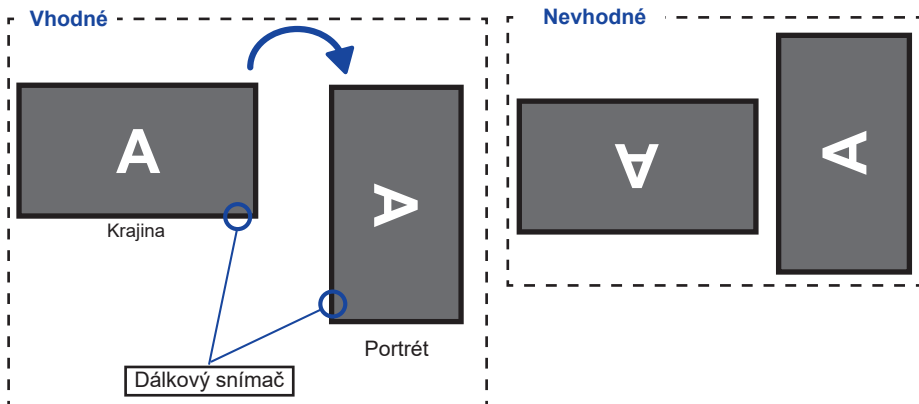 Vhodné
A
Krajina
A
Portrét
Dálkový snímač
Nevhodné
A
A